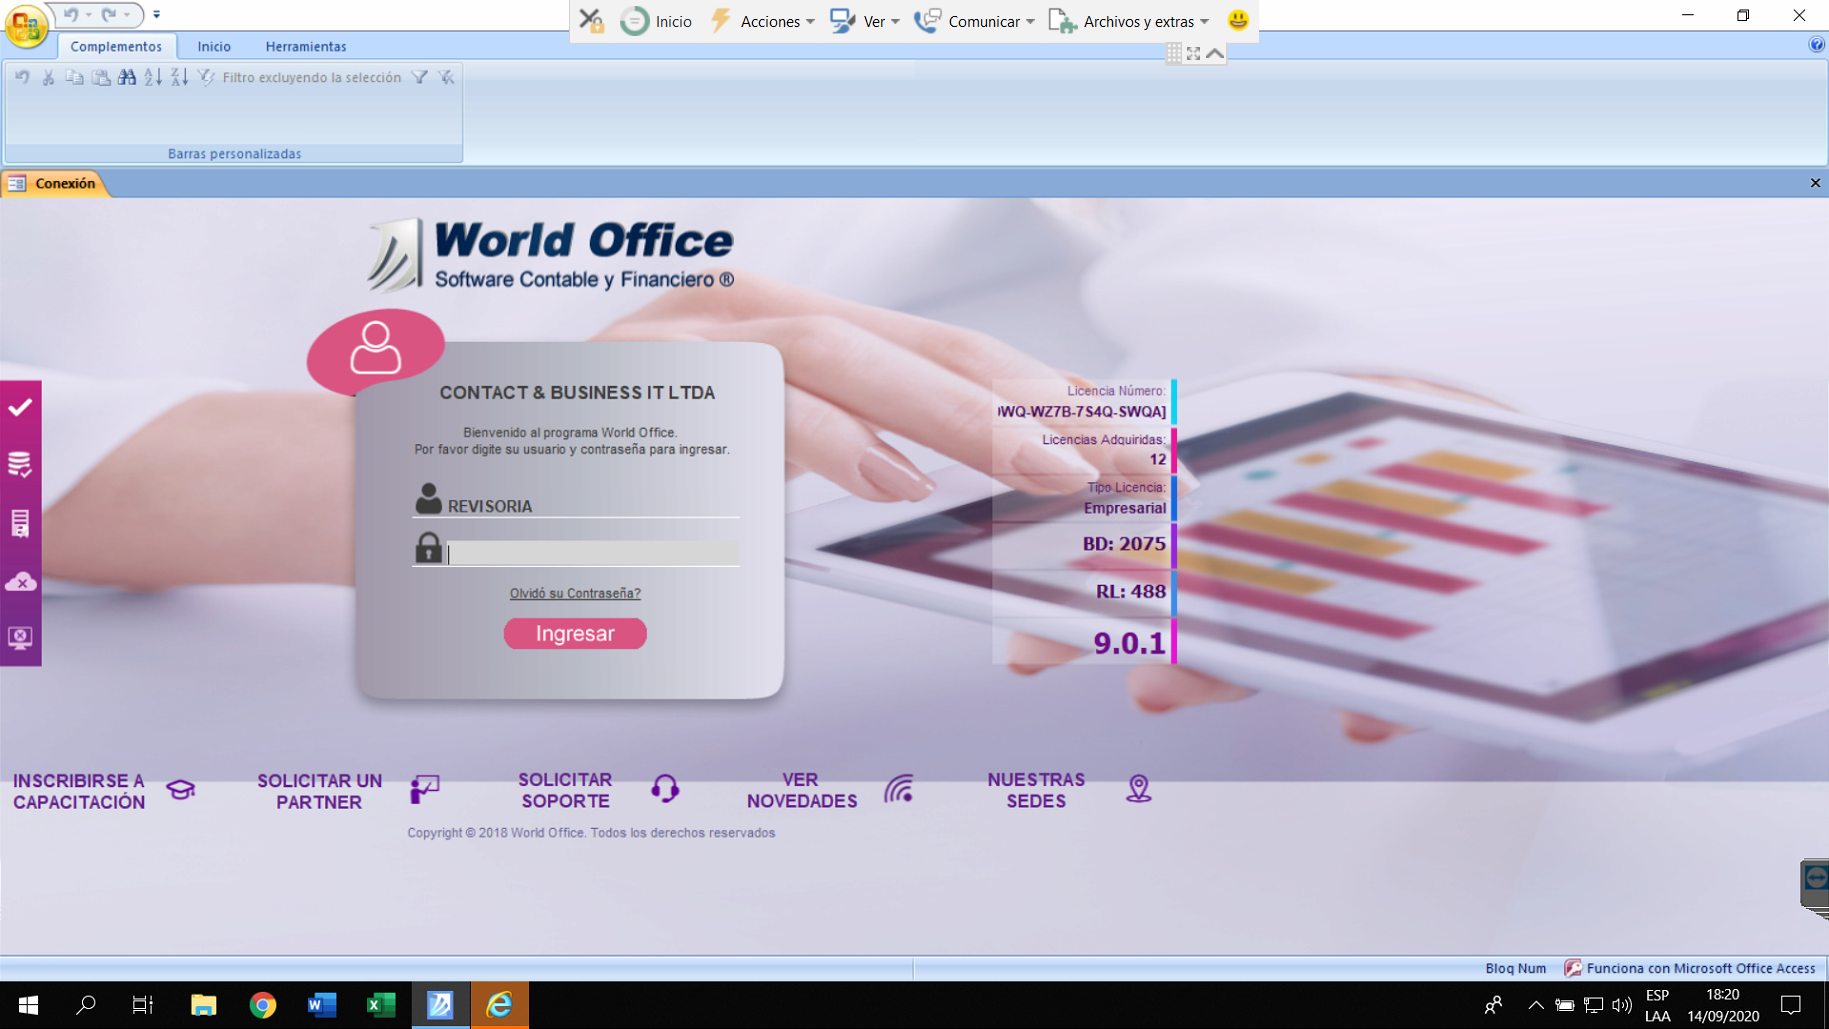 Inicio
Acciones
Ver
Comunicar
Archivos y extras
Complementos
Inicio
Herramientas
Filtro excluyendo la selección
Barras personalizadas
Conexión
World Office
Software Contable y Financiero ®
CONTACT & BUSINESS IT LTDA
Bienvenido al programa World Office.
Por favor digite su usuario y contraseña para ingresar.
REVISORIA
Olvidó su Contraseña?
Ingresar
Licencia Número:
WQ-WZ7B-7S4Q-SWQA]
Licencias Adquiridas:
12
Tipo Licencia:
Empresarial
BD: 2075
RL: 488
9.0.1
INSCRIBIRSE A
CAPACITACIÓN
SOLICITAR UN
PARTNER
SOLICITAR
SOPORTE
VER
NOVEDADES
NUESTRAS
SEDES
Copyright © 2018 World Office. Todos los derechos reservados
Bloq Num
Funciona con Microsoft Office Access
ESP
LAA
18:20
14/09/2020